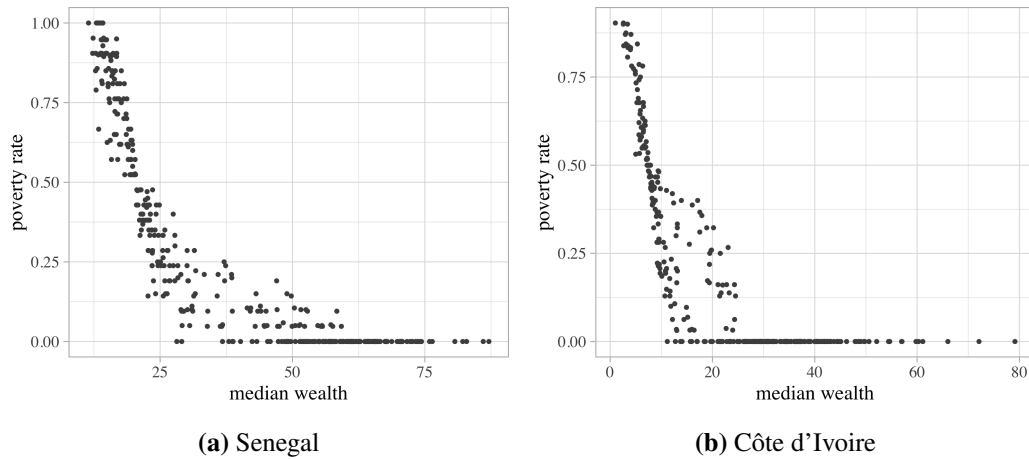 1.00
0.75
0.50
0.25
0.00
poverty rate
25 50 75
median wealth
(a) Senegal
0.75
0.50
0.25
0.00
poverty rate
0 20 40 60 80
median wealth
(b) Côte d'Ivoire